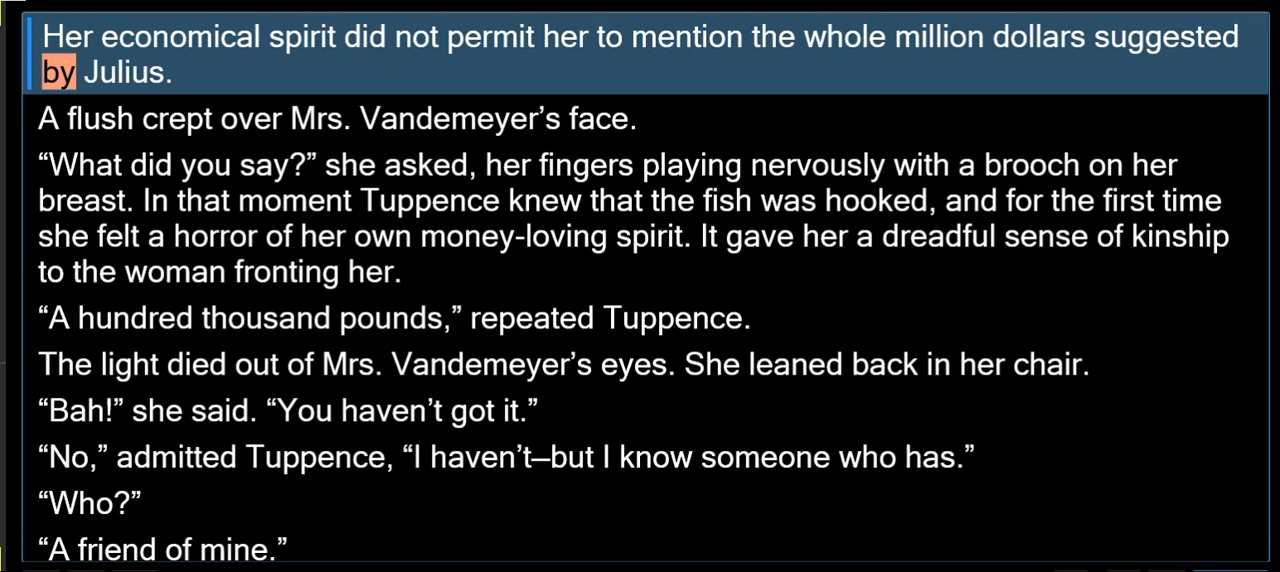 Her economical spirit did not permit her to mention the whole million dollars suggested
by Julius.
A flush crept over Mrs. Vandemeyer’s face.
“What did you say?” she asked, her fingers playing nervously with a brooch on her
breast. In that moment Tuppence knew that the fish was hooked, and for the first time
she felt a horror of her own money-loving spirit. It gave her a dreadful sense of kinship
to the woman fronting her.
“A hundred thousand pounds,” repeated Tuppence.
The light died out of Mrs. Vandemeyer’s eyes. She leaned back in her chair.
“Bah!” she said. “You haven’t got it.”
“No,” admitted Tuppence, “I haven’t—but I know someone who has.”
“Who?”
“A friend of mine.”